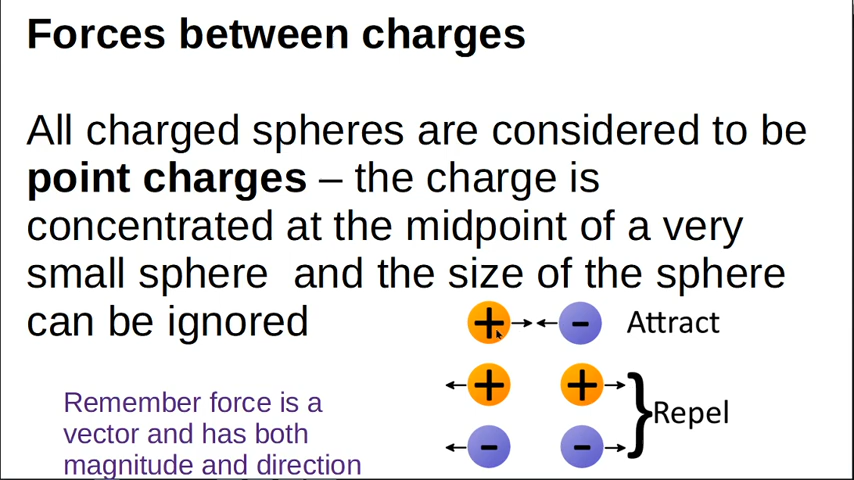 Forces between charges
All charged spheres are considered to be
point charges – the charge is
concentrated at the midpoint of a very
small sphere  and the size of the sphere
can be ignored
+ - Attract
+ +
} Repel
- -
Remember force is a
vector and has both
magnitude and direction